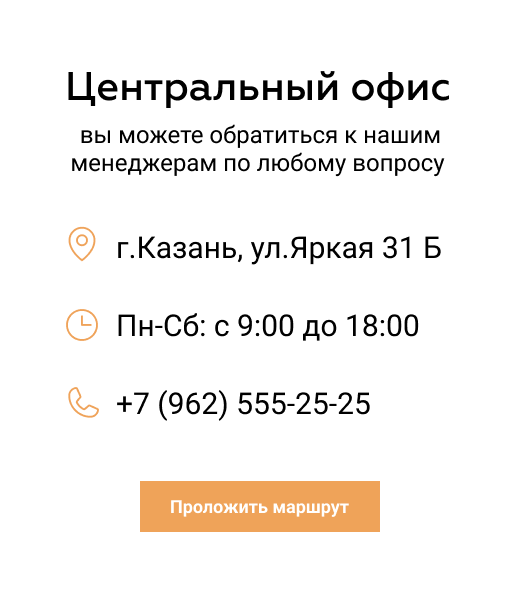 Центральный офис
вы можете обратиться к нашим
менеджерам по любому вопросу
г.Казань, ул.Яркая 31 Б
Пн-Сб: с 9:00 до 18:00
+7 (962) 555-25-25
Проложить маршрут